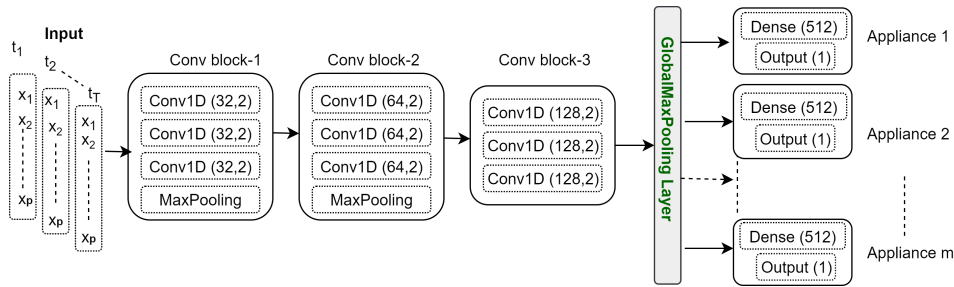 Input
t1
t2
tT
x1
x2
xp
x1
x2
xp
x1
x2
xp
Conv block-1
Conv1D (32,2)
Conv1D (32,2)
Conv1D (32,2)
MaxPooling
Conv block-2
Conv1D (64,2)
Conv1D (64,2)
Conv1D (64,2)
MaxPooling
Conv block-3
Conv1D (128,2)
Conv1D (128,2)
Conv1D (128,2)
GlobalMaxPooling Layer
Dense (512)
Output (1)
Appliance 1
Dense (512)
Output (1)
Appliance 2
Dense (512)
Output (1)
Appliance m